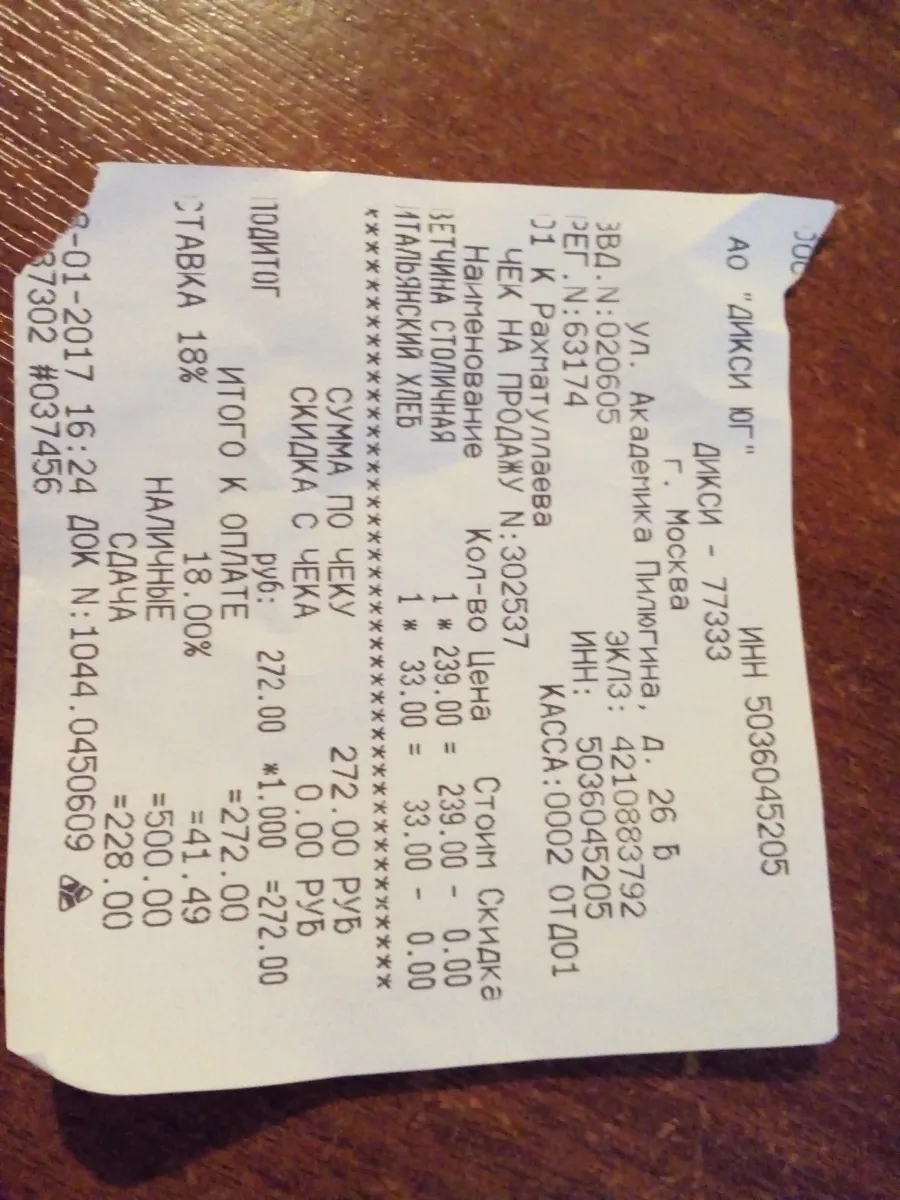 АО "ДИКСИ ЮГ" ИНН 5036045205
ДИКСИ - 77333
г. Москва
ул. Академика Пилюгина, д. 26 Б
ЗВД.N:020605 ЭКЛЗ: 4210883792
РЕГ.N:63174 ИНН: 5036045205
01 К Рахматуллаева КАССА:0002 ОТД01
ЧЕК НА ПРОДАЖУ N:302537
Наименование Кол-во Цена Стоим Скидка
ВЕТЧИНА СТОЛИЧНАЯ 1 * 239.00 = 239.00 - 0.00
ИТАЛЬЯНСКИЙ ХЛЕБ 1 * 33.00 = 33.00 - 0.00
****************************************
СУММА ПО ЧЕКУ 272.00 РУБ
СКИДКА С ЧЕКА 0.00 РУБ
ПОДИТОГ руб: 272.00 *1.000 =272.00
ИТОГО К ОПЛАТЕ =272.00
СТАВКА 18% 18.00% =41.49
НАЛИЧНЫЕ =500.00
СДАЧА =228.00
8-01-2017 16:24 ДОК N:1044.0450609
87302 #037456